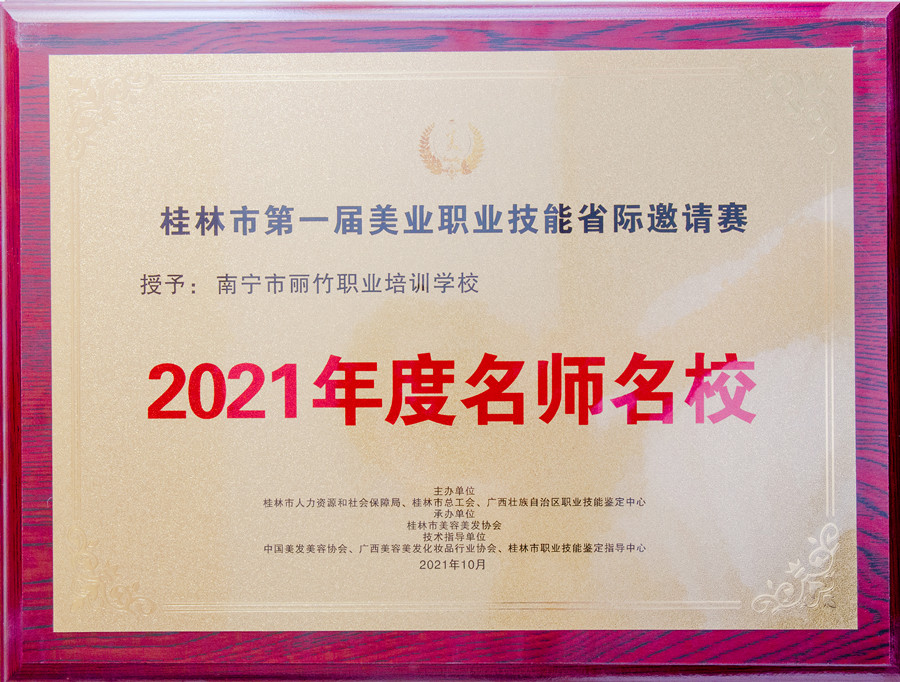 桂林市第一届美业职业技能省际邀请赛
授予：南宁市丽竹职业培训学校
2021年度名师名校
主办单位
桂林市人力资源和社会保障局、桂林市总工会、广西壮族自治区职业技能鉴定中心
承办单位
桂林市美容美发协会
技术指导单位
中国美发美容协会、广西美容美发化妆品行业协会、桂林市职业技能鉴定指导中心
2021年10月